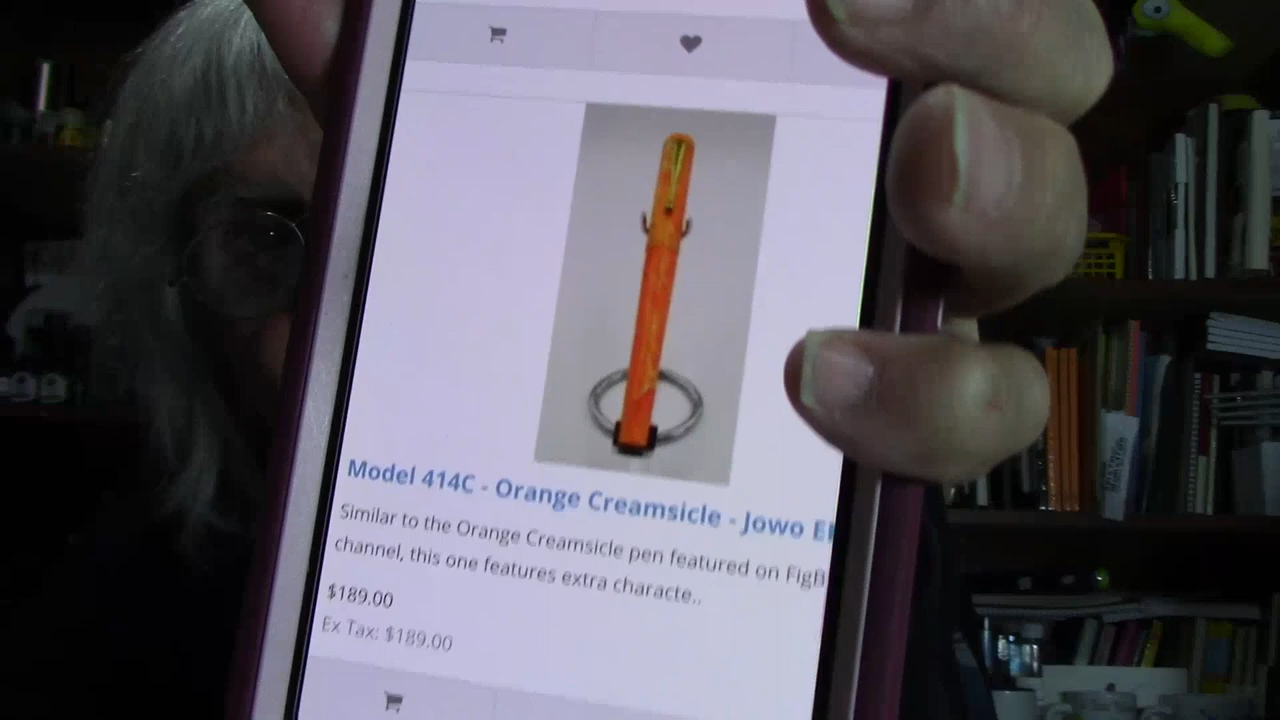 Model 414C - Orange Creamsicle - Jowo
Similar to the Orange Creamsicle pen featured on FigB
channel, this one features extra characte..
$189.00
Ex Tax: $189.00